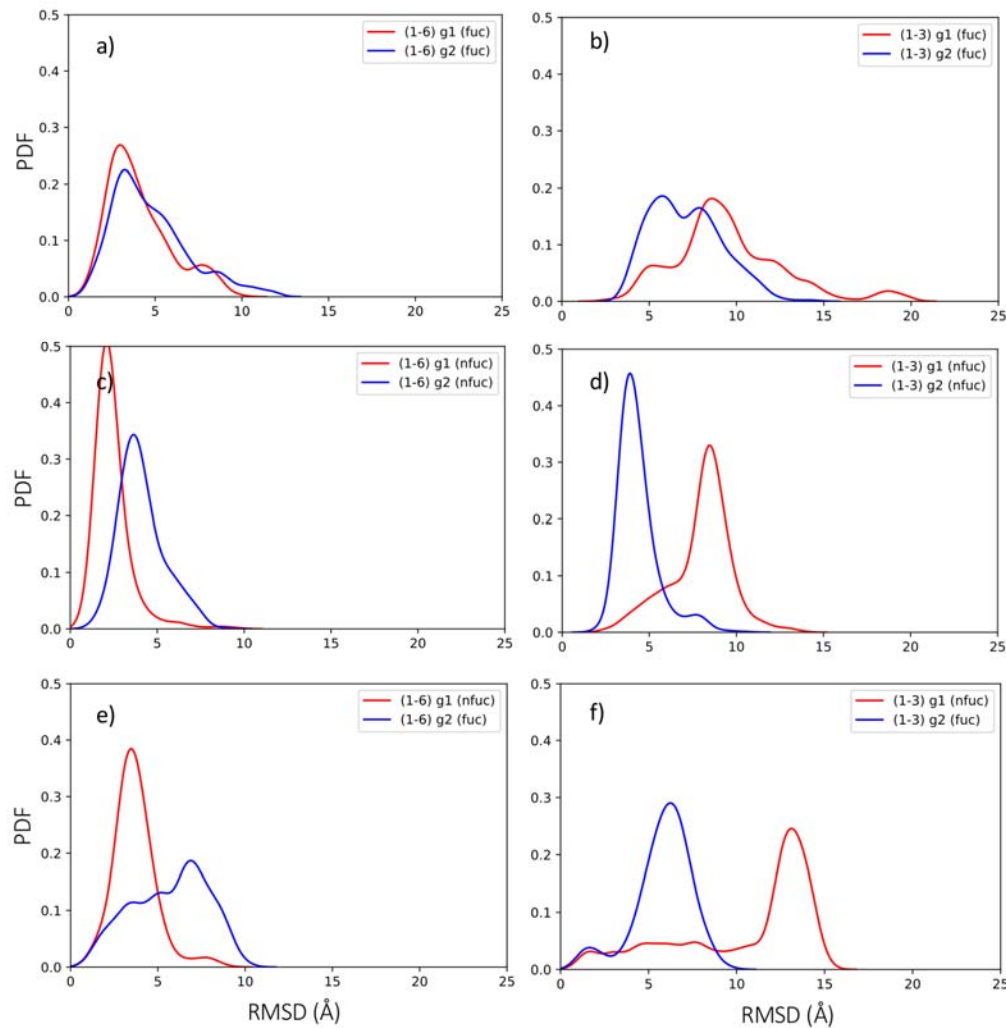 a)
(1-6) g1 (fuc)
(1-6) g2 (fuc)
PDF
0.5
0.4
0.3
0.2
0.1
0.0
0 5 10 15 20 25
b)
(1-3) g1 (fuc)
(1-3) g2 (fuc)
0.5
0.4
0.3
0.2
0.1
0.0
0 5 10 15 20 25
c)
(1-6) g1 (nfuc)
(1-6) g2 (nfuc)
PDF
0.5
0.4
0.3
0.2
0.1
0.0
0 5 10 15 20 25
d)
(1-3) g1 (nfuc)
(1-3) g2 (nfuc)
0.5
0.4
0.3
0.2
0.1
0.0
0 5 10 15 20 25
e)
(1-6) g1 (nfuc)
(1-6) g2 (fuc)
PDF
0.5
0.4
0.3
0.2
0.1
0.0
0 5 10 15 20 25
RMSD (Å)
f)
(1-3) g1 (nfuc)
(1-3) g2 (fuc)
0.5
0.4
0.3
0.2
0.1
0.0
0 5 10 15 20 25
RMSD (Å)